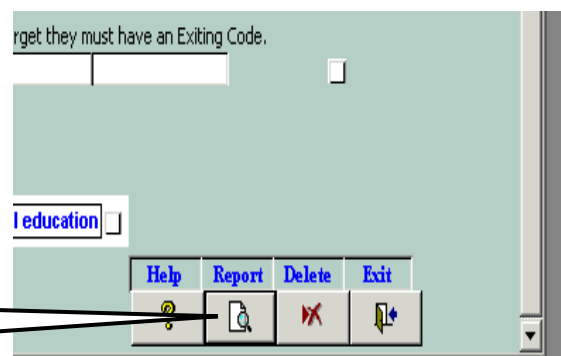 rget they must have an Exiting Code.
l education
Help Report Delete Exit
?